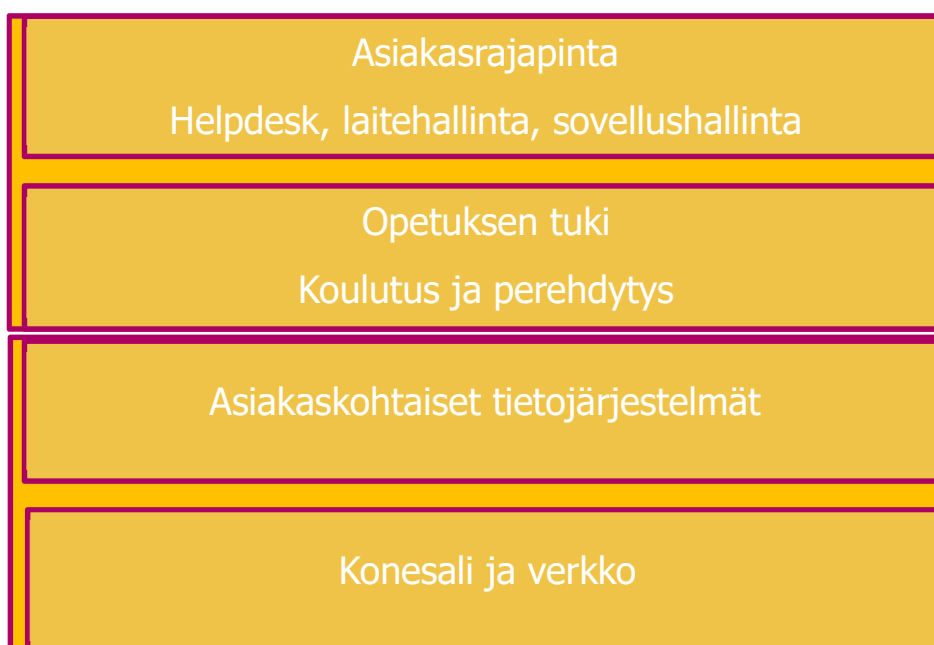 Asiakasrajapinta
Helpdesk, laitehallinta, sovellushallinta
Opetuksen tuki
Koulutus ja perehdytys
Asiakaskohtaiset tietojärjestelmät
Konesali ja verkko